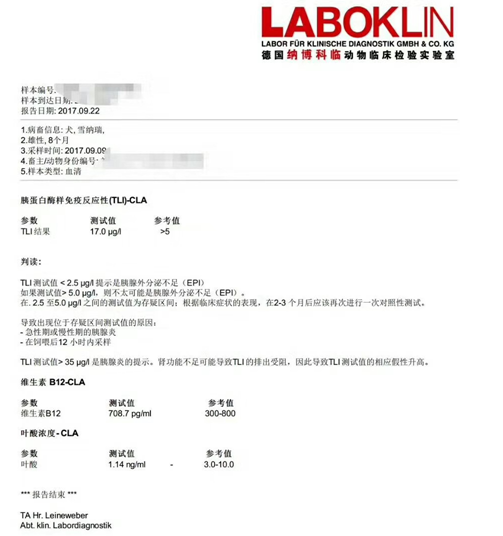 LABOKLIN
LABOR FÜR KLINISCHE DIAGNOSTIK GMBH & CO. KG
德国纳博科临动物临床检验实验室
样本编号:
样本到达日期:
报告日期: 2017.09.22
1.病畜信息: 犬, 雪纳瑞,
2.雄性, 8个月
3.采样时间: 2017.09.09
4.畜主/动物身份编号:
5.样本类型: 血清
胰蛋白酶样免疫反应性(TLI)-CLA
参数 测试值 参考值
TLI 结果 17.0 µg/l >5
判读:
TLI 测试值 < 2.5 µg/l 提示是胰腺外分泌不足（EPI）
如果测试值> 5.0 µg/l，则不太可能是胰腺外分泌不足（EPI）。
在. 2.5 至5.0 µg/l 之间的测试值为存疑区间；根据临床症状的表现，在2-3 个月后应该再次进行一次对照性测试。
导致出现位于存疑区间测试值的原因:
- 急性期或慢性期的胰腺炎
- 在饲喂后12 小时内采样
TLI 测试值> 35 µg/l 是胰腺炎的提示。肾功能不足可能导致TLI 的排出受阻，因此导致TLI 测试值的相应假性升高。
维生素 B12-CLA
参数 测试值 参考值
维生素B12 708.7 pg/ml 300-800
叶酸浓度- CLA
参数 测试值 参考值
叶酸 1.14 ng/ml - 3.0-10.0
*** 报告结束 ***
TA Hr. Leineweber
Abt. klin. Labordiagnostik